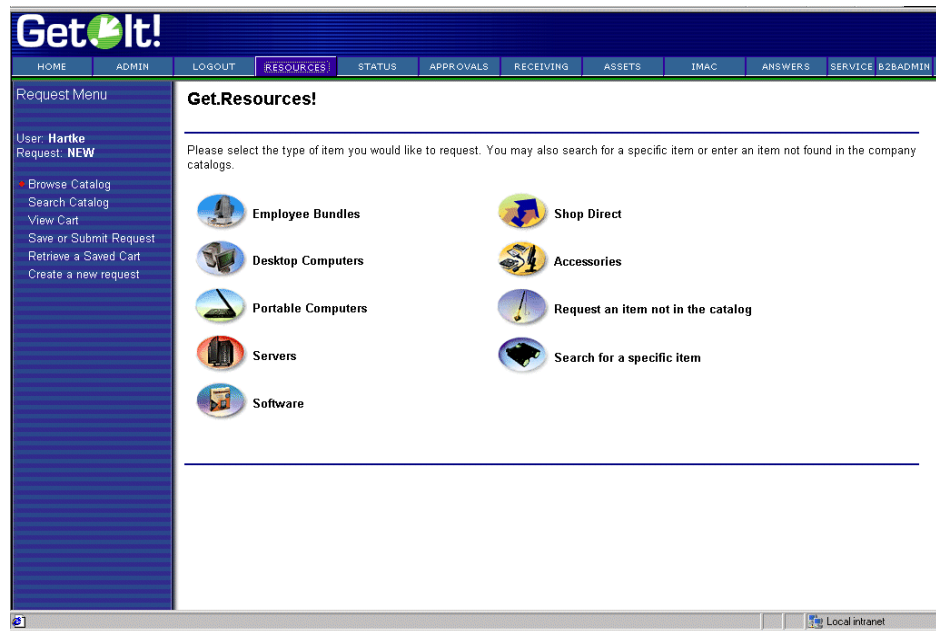 Get It!
HOME ADMIN LOGOUT RESOURCES STATUS APPROVALS RECEIVING ASSETS IMAC ANSWERS SERVICE B2BADMIN
Request Menu
User: Hartke
Request: NEW
Browse Catalog
Search Catalog
View Cart
Save or Submit Request
Retrieve a Saved Cart
Create a new request
Get.Resources!
Please select the type of item you would like to request. You may also search for a specific item or enter an item not found in the company
catalogs.
Employee Bundles
Shop Direct
Desktop Computers
Accessories
Portable Computers
Request an item not in the catalog
Servers
Search for a specific item
Software
Local intranet